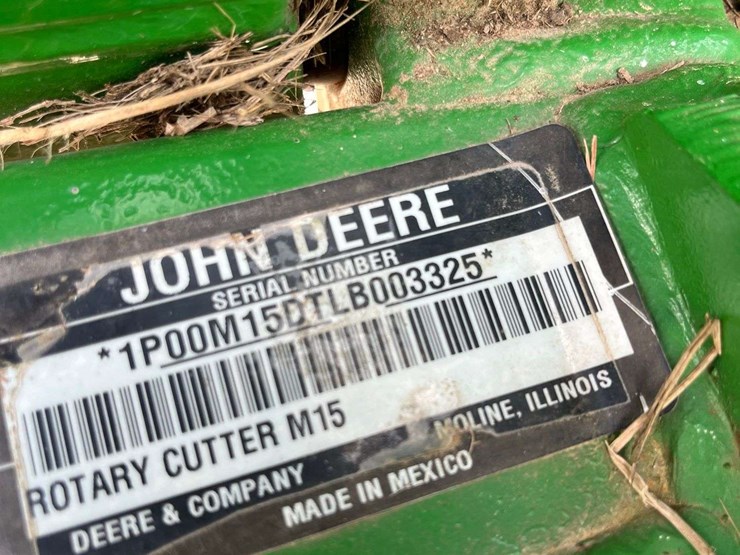 JOHN DEERE
SERIAL NUMBER
*1P00M15DTLB003325*
ROTARY CUTTER M15
DEERE & COMPANY MOLINE, ILLINOIS
MADE IN MEXICO